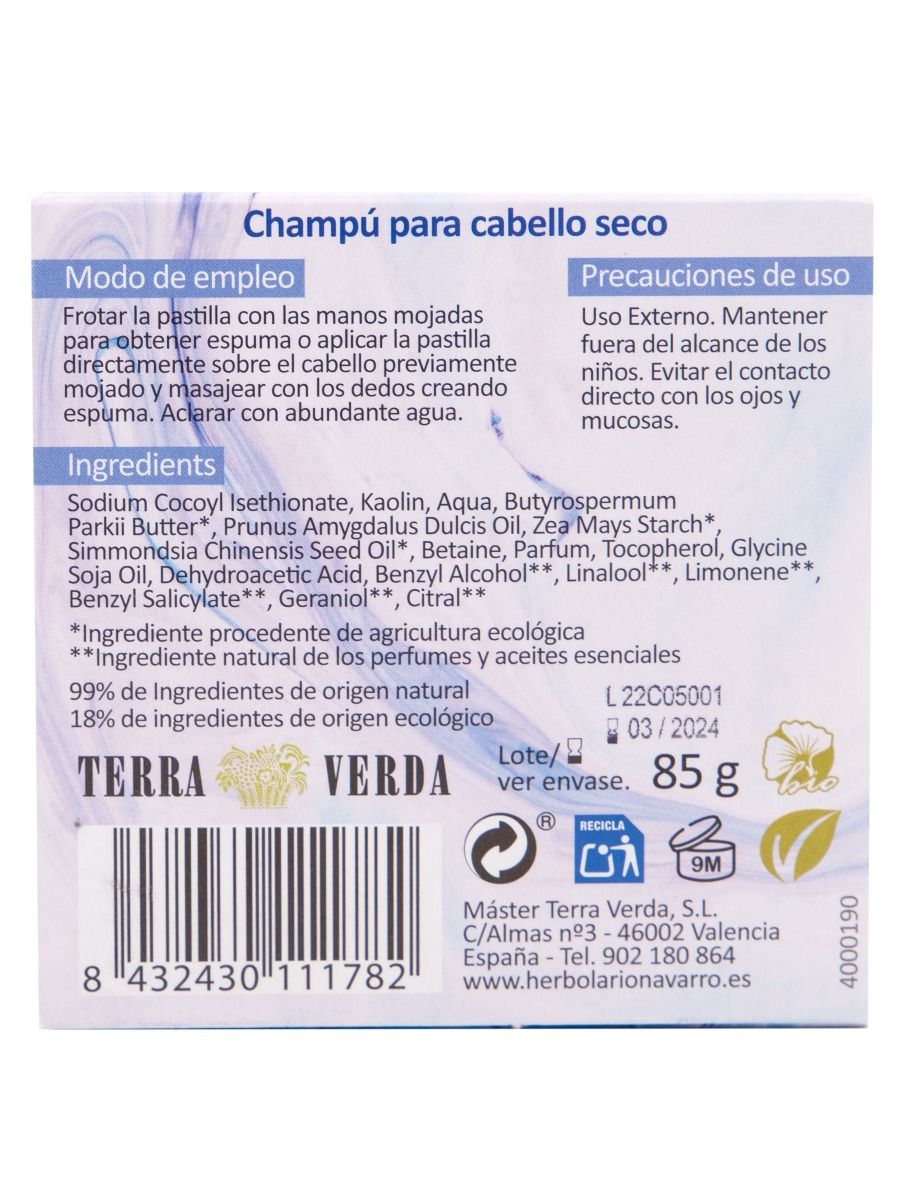 Champú para cabello seco
Modo de empleo
Frotar la pastilla con las manos mojadas
para obtener espuma o aplicar la pastilla
directamente sobre el cabello previamente
mojado y masajear con los dedos creando
espuma. Aclarar con abundante agua.
Precauciones de uso
Uso Externo. Mantener
fuera del alcance de los
niños. Evitar el contacto
directo con los ojos y
mucosas.
Ingredients
Sodium Cocoyl Isethionate, Kaolin, Aqua, Butyrospermum
Parkii Butter*, Prunus Amygdalus Dulcis Oil, Zea Mays Starch*,
Simmondsia Chinensis Seed Oil*, Betaine, Parfum, Tocopherol, Glycine
Soja Oil, Dehydroacetic Acid, Benzyl Alcohol**, Linalool**, Limonene**,
Benzyl Salicylate**, Geraniol**, Citral**
*Ingrediente procedente de agricultura ecológica
**Ingrediente natural de los perfumes y aceites esenciales
99% de Ingredientes de origen natural
18% de ingredientes de origen ecológico
L 22C05001
03 / 2024
Lote/
ver envase.
85 g
bio
TERRA VERDA
®
RECICLA
9M
8 432430 111782
Máster Terra Verda, S.L.
C/Almas nº3 - 46002 Valencia
España - Tel. 902 180 864
www.herbolarionavarro.es
4000190